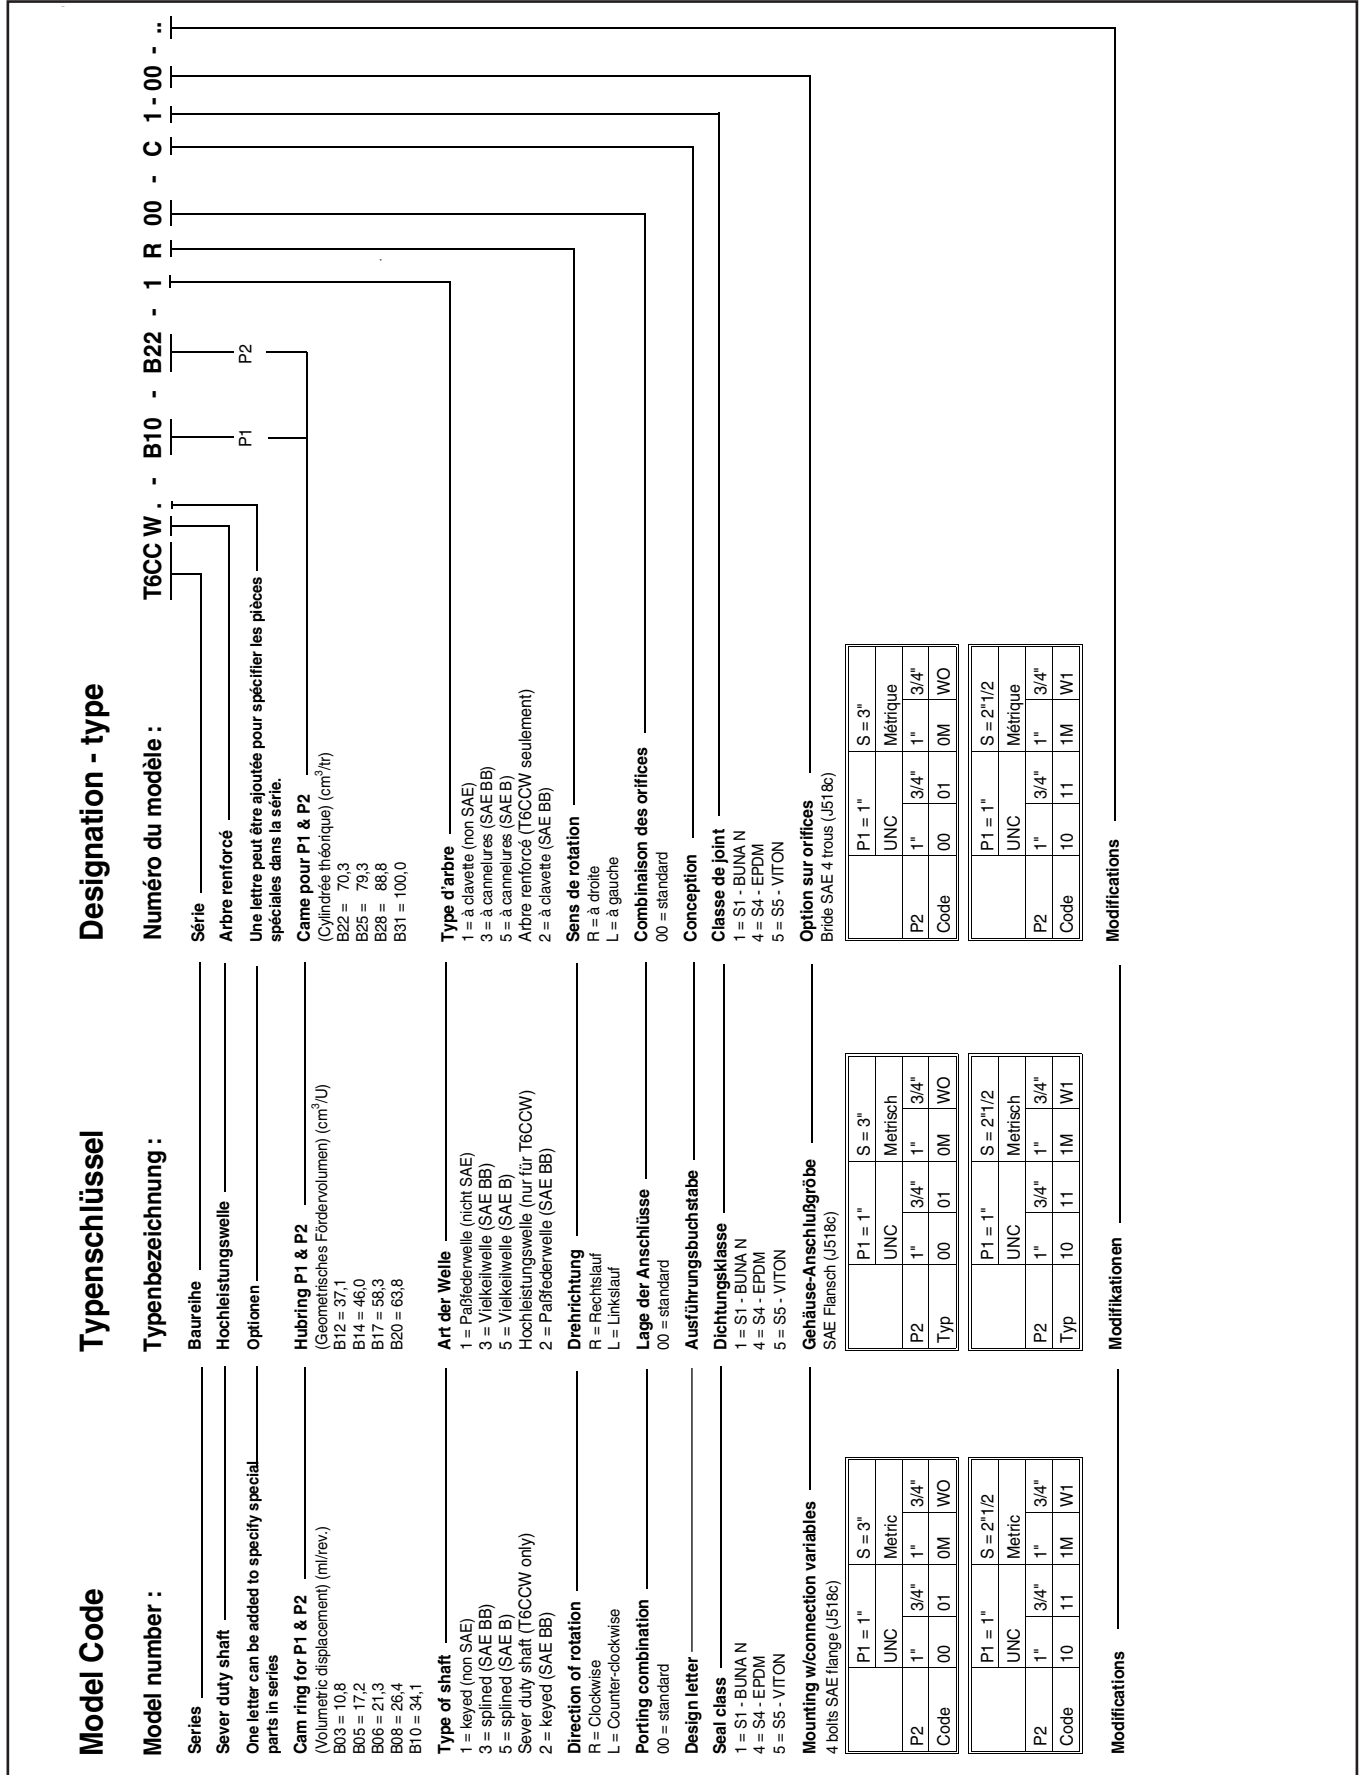 Model Code
Typenschlüssel
Designation - type
Model number :
Typenbezeichnung :
Numéro du modèle :
T6CC W . - B10 - B22 - 1 R 00 - C 1 - 00 - ..
P1
P2
Series
Baureihe
Série
Sever duty shaft
Hochleistungswelle
Arbre renforcé
One letter can be added to specify special
parts in series
Optionen
Une lettre peut être ajoutée pour spécifier les pièces
spéciales dans la série.
Cam ring for P1 & P2
(Volumetric displacement) (ml/rev.)
B03 = 10,8
B05 = 17,2
B06 = 21,3
B08 = 26,4
B10 = 34,1
Hubring P1 & P2
(Geometrisches Fördervolumen) (cm³/U)
B12 = 37,1
B14 = 46,0
B17 = 58,3
B20 = 63,8
Came pour P1 & P2
(Cylindrée théorique) (cm³/tr)
B22 = 70,3
B25 = 79,3
B28 = 88,8
B31 = 100,0
Type of shaft
1 = keyed (non SAE)
3 = splined (SAE BB)
5 = splined (SAE B)
Sever duty shaft (T6CCW only)
2 = keyed (SAE BB)
Art der Welle
1 = Paßfederwelle (nicht SAE)
3 = Vielkeilwelle (SAE BB)
5 = Vielkeilwelle (SAE B)
Hochleistungswelle (nur für T6CCW)
2 = Paßfederwelle (SAE BB)
Type d'arbre
1 = à clavette (non SAE)
3 = à cannelures (SAE BB)
5 = à cannelures (SAE B)
Arbre renforcé (T6CCW seulement)
2 = à clavette (SAE BB)
Direction of rotation
R = Clockwise
L = Counter-clockwise
Drehrichtung
R = Rechtslauf
L = Linkslauf
Sens de rotation
R = à droite
L = à gauche
Porting combination
00 = standard
Lage der Anschlüsse
00 = standard
Combinaison des orifices
00 = standard
Design letter
Ausführungsbuchstabe
Conception
Seal class
1 = S1 - BUNA N
4 = S4 - EPDM
5 = S5 - VITON
Dichtungsklasse
1 = S1 - BUNA N
4 = S4 - EPDM
5 = S5 - VITON
Classe de joint
1 = S1 - BUNA N
4 = S4 - EPDM
5 = S5 - VITON
Mounting w/connection variables
4 bolts SAE flange (J518c)
P1 = 1" S = 3"
UNC Metric
P2 1" 3/4" 1" 3/4"
Code 00 01 0M WO
P1 = 1" S = 2"1/2
UNC Metric
P2 1" 3/4" 1" 3/4"
Code 10 11 1M W1
Gehäuse-Anschlußgröbe
SAE Flansch (J518c)
P1 = 1" S = 3"
UNC Metrisch
P2 1" 3/4" 1" 3/4"
Typ 00 01 0M WO
P1 = 1" S = 2"1/2
UNC Metrisch
P2 1" 3/4" 1" 3/4"
Typ 10 11 1M W1
Option sur orifices
Bride SAE 4 trous (J518c)
P1 = 1" S = 3"
UNC Métrique
P2 1" 3/4" 1" 3/4"
Code 00 01 0M WO
P1 = 1" S = 2"1/2
UNC Métrique
P2 1" 3/4" 1" 3/4"
Code 10 11 1M W1
Modifications
Modifikationen
Modifications